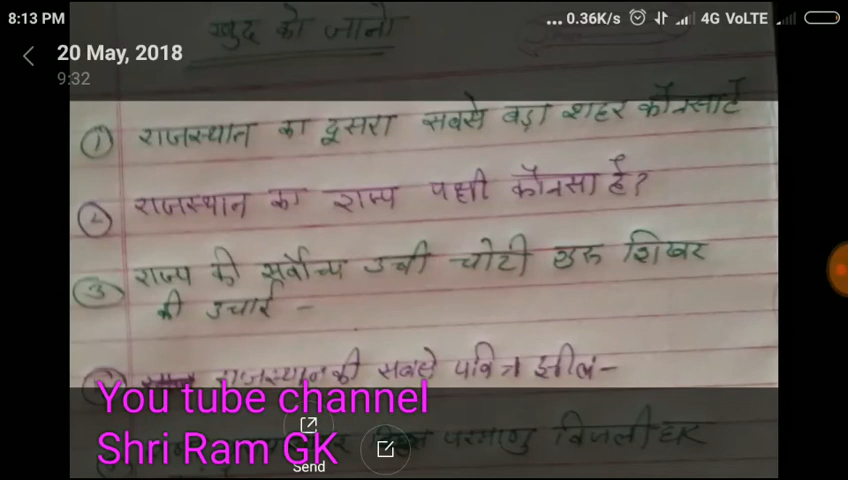 8:13 PM ... 0.36K/s 4G VoLTE
20 May, 2018
9:32
खुद को जानो
① राजस्थान का दूसरा सबसे बड़ा शहर कौनसा है
② राजस्थान का राज्य पक्षी कौनसा है?
③ राज्य की सर्वोच्च उची चोटी गुरु शिखर
की उचाई -
राजस्थान की सबसे पवित्र झील -
You tube channel
परमाणु बिजली घर
Shri Ram GK
Send